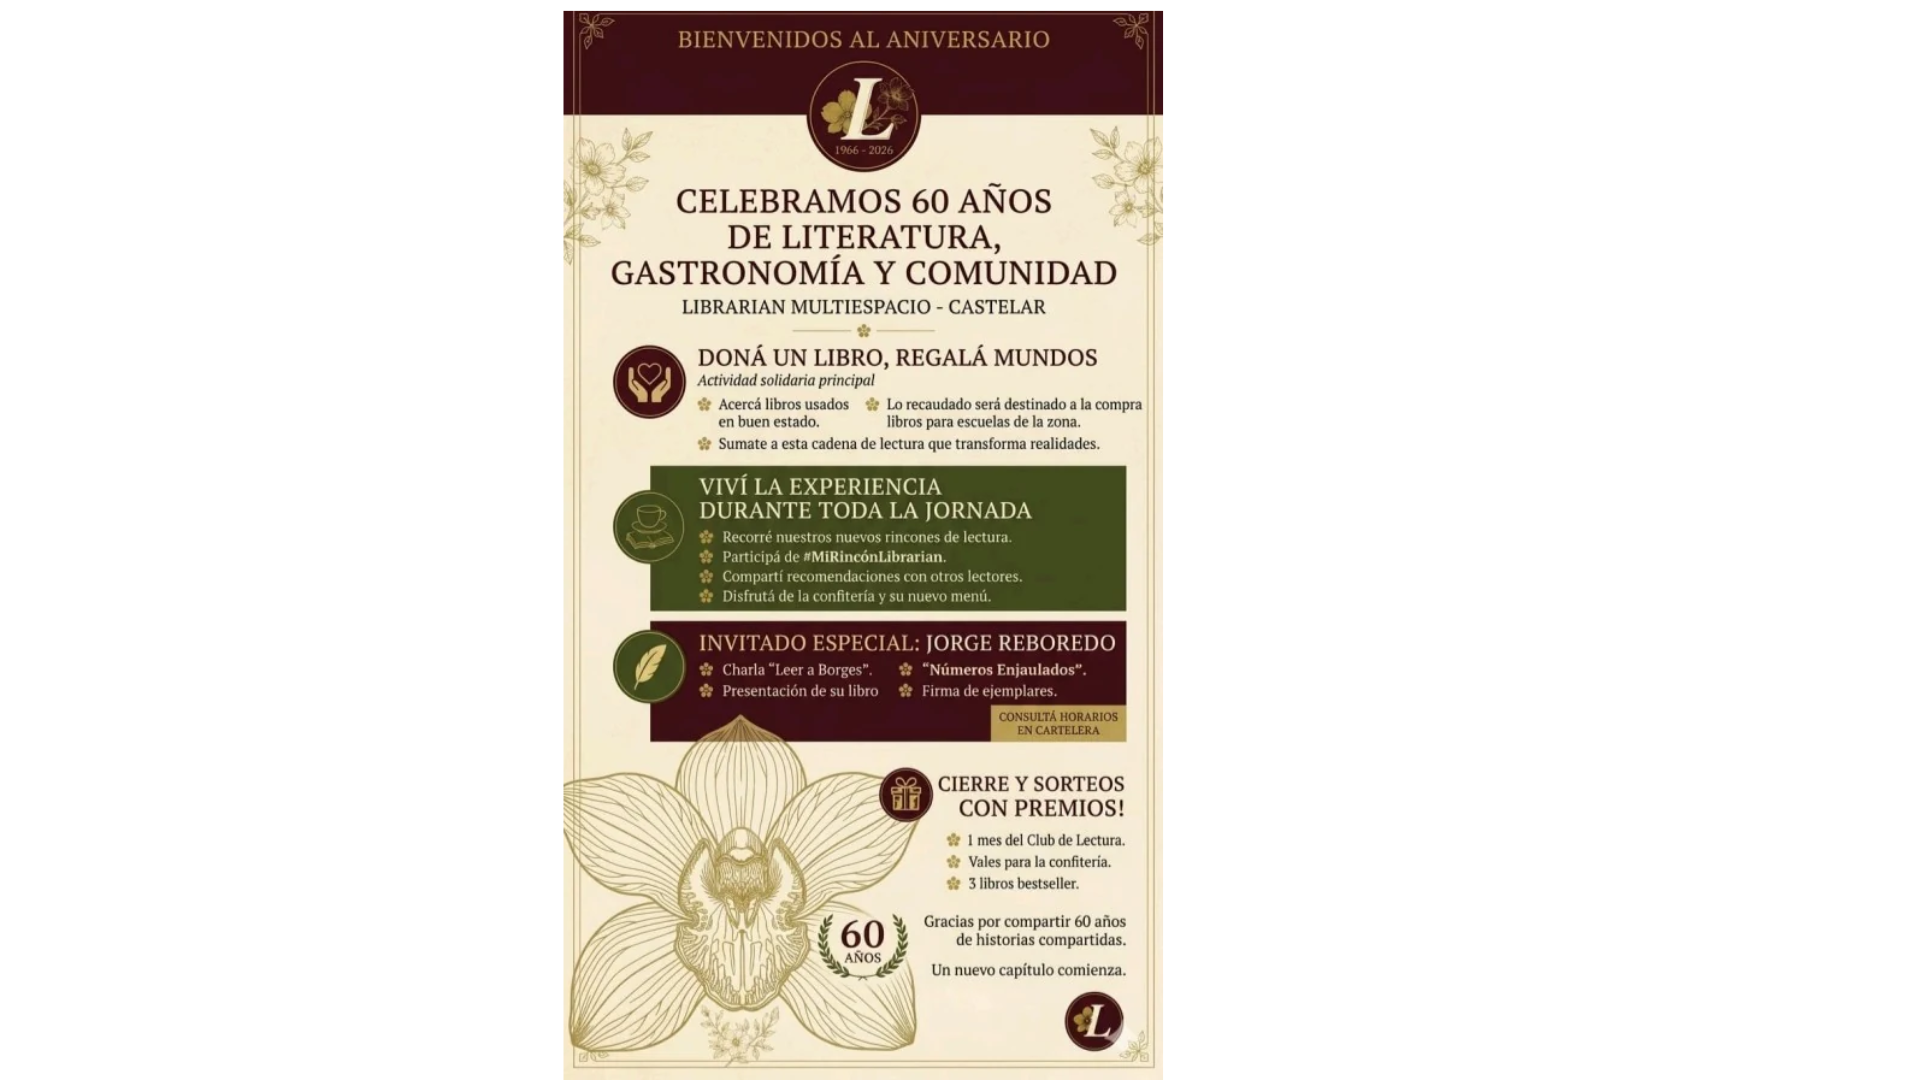 BIENVENIDOS AL ANIVERSARIO
L
1966 - 2026
CELEBRAMOS 60 AÑOS
DE LITERATURA,
GASTRONOMÍA Y COMUNIDAD
LIBRARIAN MULTIESPACIO - CASTELAR
DONÁ UN LIBRO, REGALÁ MUNDOS
Actividad solidaria principal
Acercá libros usados
en buen estado.
Lo recaudado será destinado a la compra
libros para escuelas de la zona.
Sumate a esta cadena de lectura que transforma realidades.
VIVÍ LA EXPERIENCIA
DURANTE TODA LA JORNADA
Recorré nuestros nuevos rincones de lectura.
Participá de #MiRincónLibrarian.
Compartí recomendaciones con otros lectores.
Disfrutá de la confitería y su nuevo menú.
INVITADO ESPECIAL: JORGE REBOREDO
Charla “Leer a Borges”.
Presentación de su libro
“Números Enjaulados”.
Firma de ejemplares.
CONSULTÁ HORARIOS
EN CARTELERA
CIERRE Y SORTEOS
CON PREMIOS!
1 mes del Club de Lectura.
Vales para la confitería.
3 libros bestseller.
60
AÑOS
Gracias por compartir 60 años
de historias compartidas.
Un nuevo capítulo comienza.
L